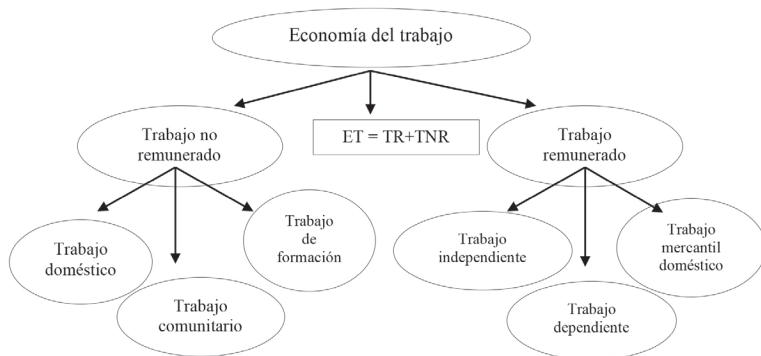 Economía del trabajo
Trabajo no
remunerado
ET = TR+TNR
Trabajo
remunerado
Trabajo
doméstico
Trabajo
comunitario
Trabajo
de
formación
Trabajo
independiente
Trabajo
dependiente
Trabajo
mercantil
doméstico